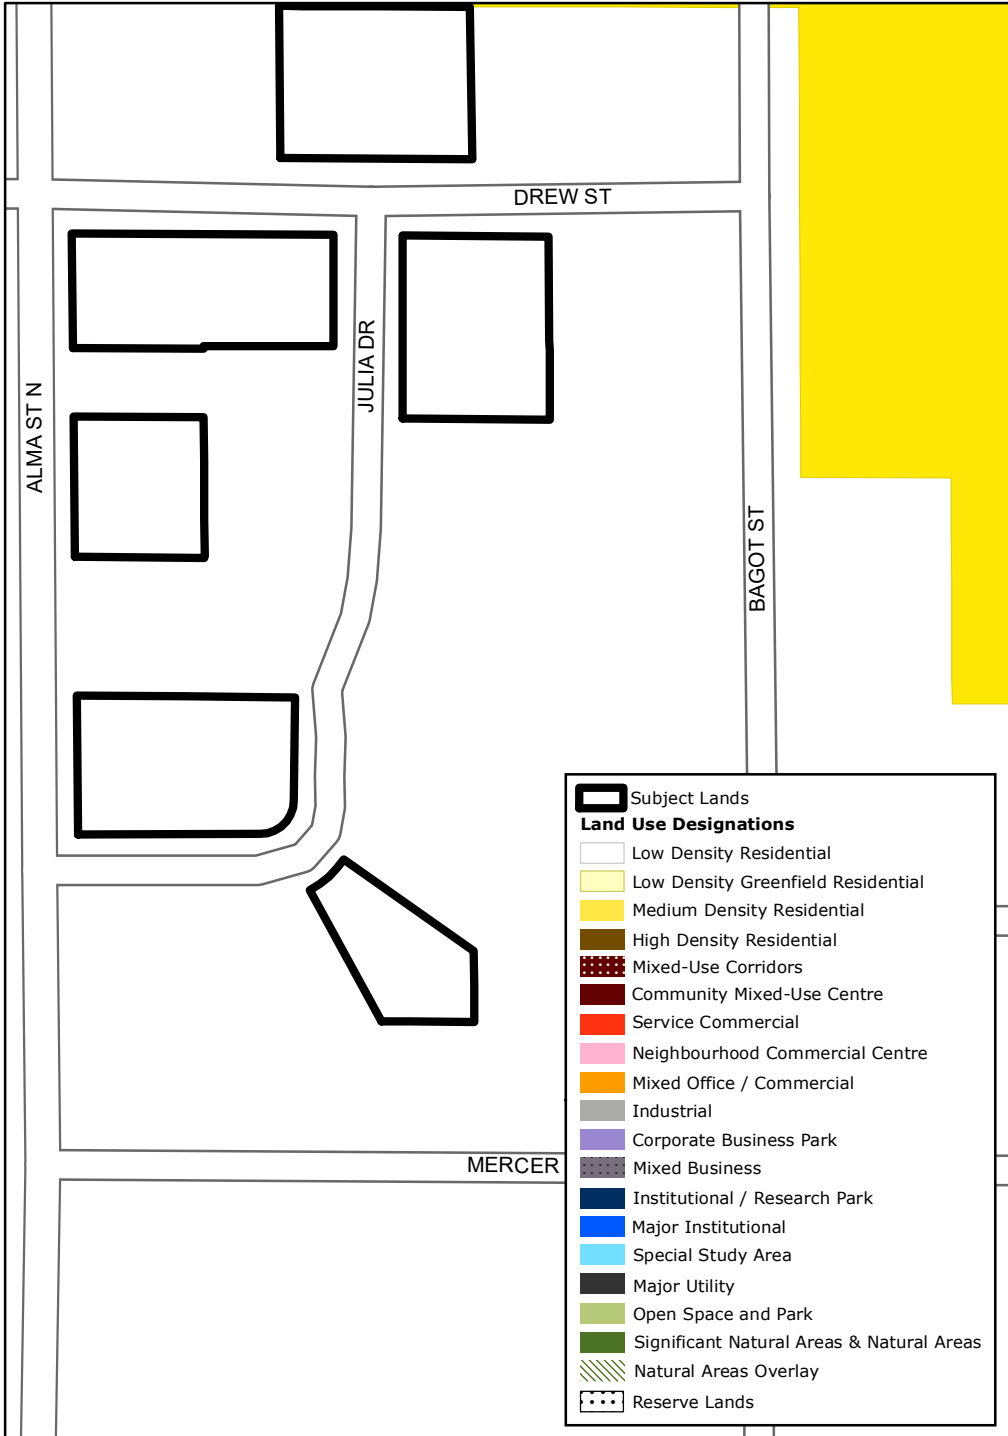 DREW ST
JULIA DR
ALMA ST N
BAGOT ST
MERCER
Subject Lands
Land Use Designations
Low Density Residential
Low Density Greenfield Residential
Medium Density Residential
High Density Residential
Mixed-Use Corridors
Community Mixed-Use Centre
Service Commercial
Neighbourhood Commercial Centre
Mixed Office / Commercial
Industrial
Corporate Business Park
Mixed Business
Institutional / Research Park
Major Institutional
Special Study Area
Major Utility
Open Space and Park
Significant Natural Areas & Natural Areas
Natural Areas Overlay
Reserve Lands